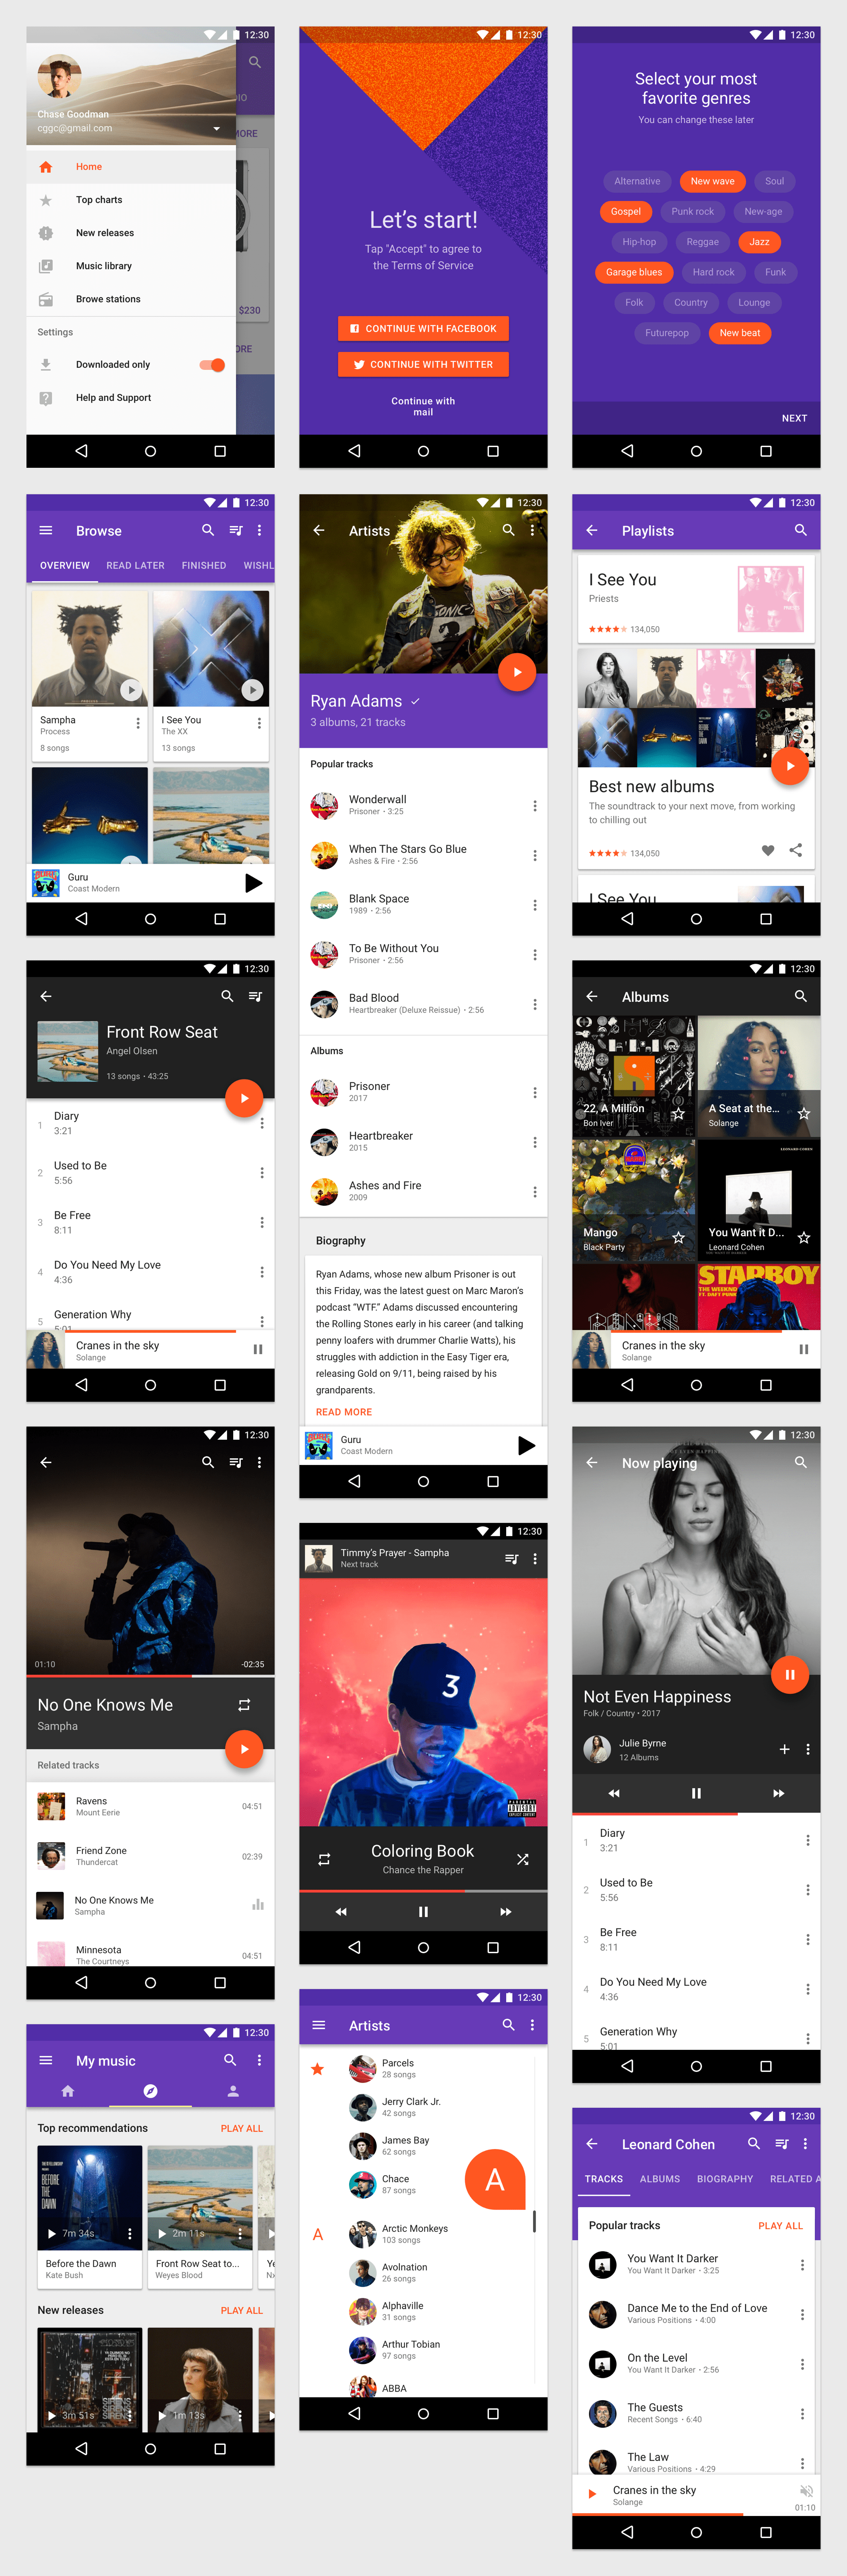 12:30
Chase Goodman
cggc@gmail.com
Home
Top charts
New releases
Music library
Browe stations
Settings
Downloaded only
Help and Support
IO
MORE
$230
ORE
12:30
Let's start!
Tap "Accept" to agree to
the Terms of Service
CONTINUE WITH FACEBOOK
CONTINUE WITH TWITTER
Continue with
mail
12:30
Select your most
favorite genres
You can change these later
Alternative New wave Soul
Gospel Punk rock New-age
Hip-hop Reggae Jazz
Garage blues Hard rock Funk
Folk Country Lounge
Futurepop New beat
NEXT
12:30
Browse
OVERVIEW READ LATER FINISHED WISHL
Sampha
Process
8 songs
I See You
The XX
13 songs
Guru
Coast Modern
12:30
Artists
SONIC
Ryan Adams
3 albums, 21 tracks
Popular tracks
Wonderwall
Prisoner • 3:25
When The Stars Go Blue
Ashes & Fire • 2:56
Blank Space
1989 • 2:56
To Be Without You
Prisoner • 2:56
Bad Blood
Heartbreaker (Deluxe Reissue) • 2:56
Albums
Prisoner
2017
Heartbreaker
2015
Ashes and Fire
2009
Biography
Ryan Adams, whose new album Prisoner is out
this Friday, was the latest guest on Marc Maron's
podcast “WTF.” Adams discussed encountering
the Rolling Stones early in his career (and talking
penny loafers with drummer Charlie Watts), his
struggles with addiction in the Easy Tiger era,
releasing Gold on 9/11, being raised by his
grandparents.
READ MORE
Guru
Coast Modern
12:30
Playlists
I See You
Priests
134,050
Best new albums
The soundtrack to your next move, from working
to chilling out
134,050
I See You
12:30
Front Row Seat
Angel Olsen
13 songs • 43:25
1 Diary
3:21
2 Used to Be
5:56
3 Be Free
8:11
4 Do You Need My Love
4:36
5 Generation Why
5:01
Cranes in the sky
Solange
12:30
Albums
22, A Million
Bon Iver
A Seat at the...
Solange
Mango
Black Party
LEONARD COHEN
You Want it D...
Leonard Cohen
BANKS
STARBOY
THE WEEKND
FT. DAFT PUNK
Cranes in the sky
Solange
12:30
01:10
-02:35
No One Knows Me
Sampha
Related tracks
Ravens
Mount Eerie
04:51
Friend Zone
Thundercat
02:39
No One Knows Me
Sampha
Minnesota
The Courtneys
04:51
12:30
Timmy's Prayer - Sampha
Next track
3
PARENTAL
ADVISORY
EXPLICIT CONTENT
Coloring Book
Chance the Rapper
12:30
Now playing
Not Even Happiness
Folk / Country • 2017
Julie Byrne
12 Albums
1 Diary
3:21
2 Used to Be
5:56
3 Be Free
8:11
4 Do You Need My Love
4:36
5 Generation Why
5:01
12:30
My music
Top recommendations PLAY ALL
BEFORE
THE
DAWN
7m 34s
Before the Dawn
Kate Bush
2m 11s
Front Row Seat to...
Weyes Blood
Ye
Nx
New releases PLAY ALL
3m 51s
1m 13s
12:30
Artists
Parcels
28 songs
Jerry Clark Jr.
42 songs
James Bay
62 songs
Chace
87 songs
A
A
Arctic Monkeys
103 songs
Avolnation
26 songs
Alphaville
31 songs
Arthur Tobian
97 songs
ABBA
12:30
Leonard Cohen
TRACKS ALBUMS BIOGRAPHY RELATED A
Popular tracks PLAY ALL
You Want It Darker
You Want It Darker • 3:25
Dance Me to the End of Love
Various Positions • 4:00
On the Level
You Want It Darker • 2:56
The Guests
Recent Songs • 6:40
The Law
Various Positions • 4:29
Cranes in the sky
Solange
01:10